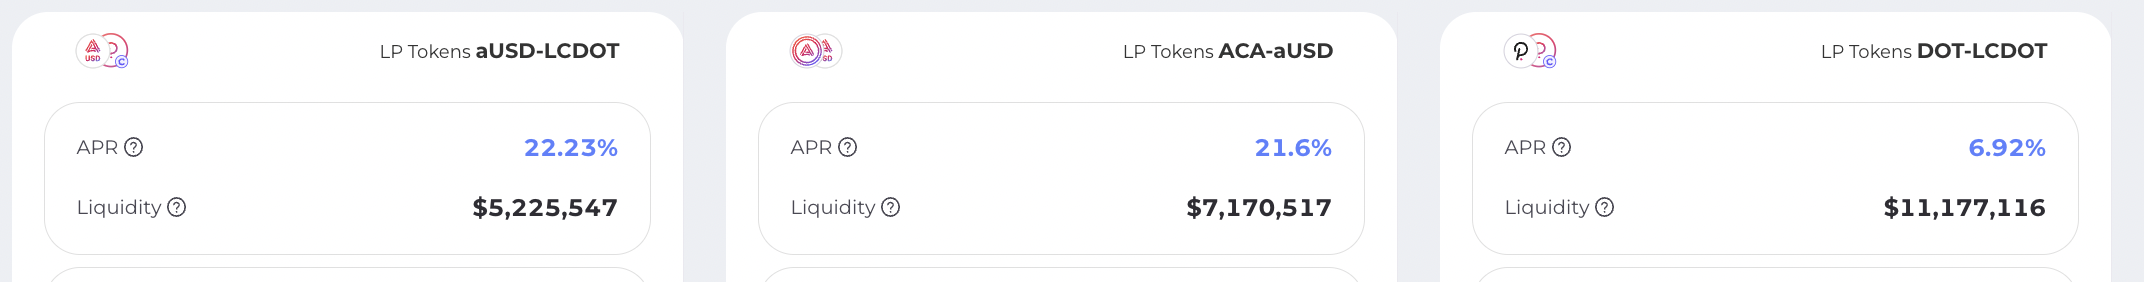 LP Tokens aUSD-LCDOT
APR
22.23%
Liquidity
$5,225,547
LP Tokens ACA-aUSD
APR
21.6%
Liquidity
$7,170,517
LP Tokens DOT-LCDOT
APR
6.92%
Liquidity
$11,177,116